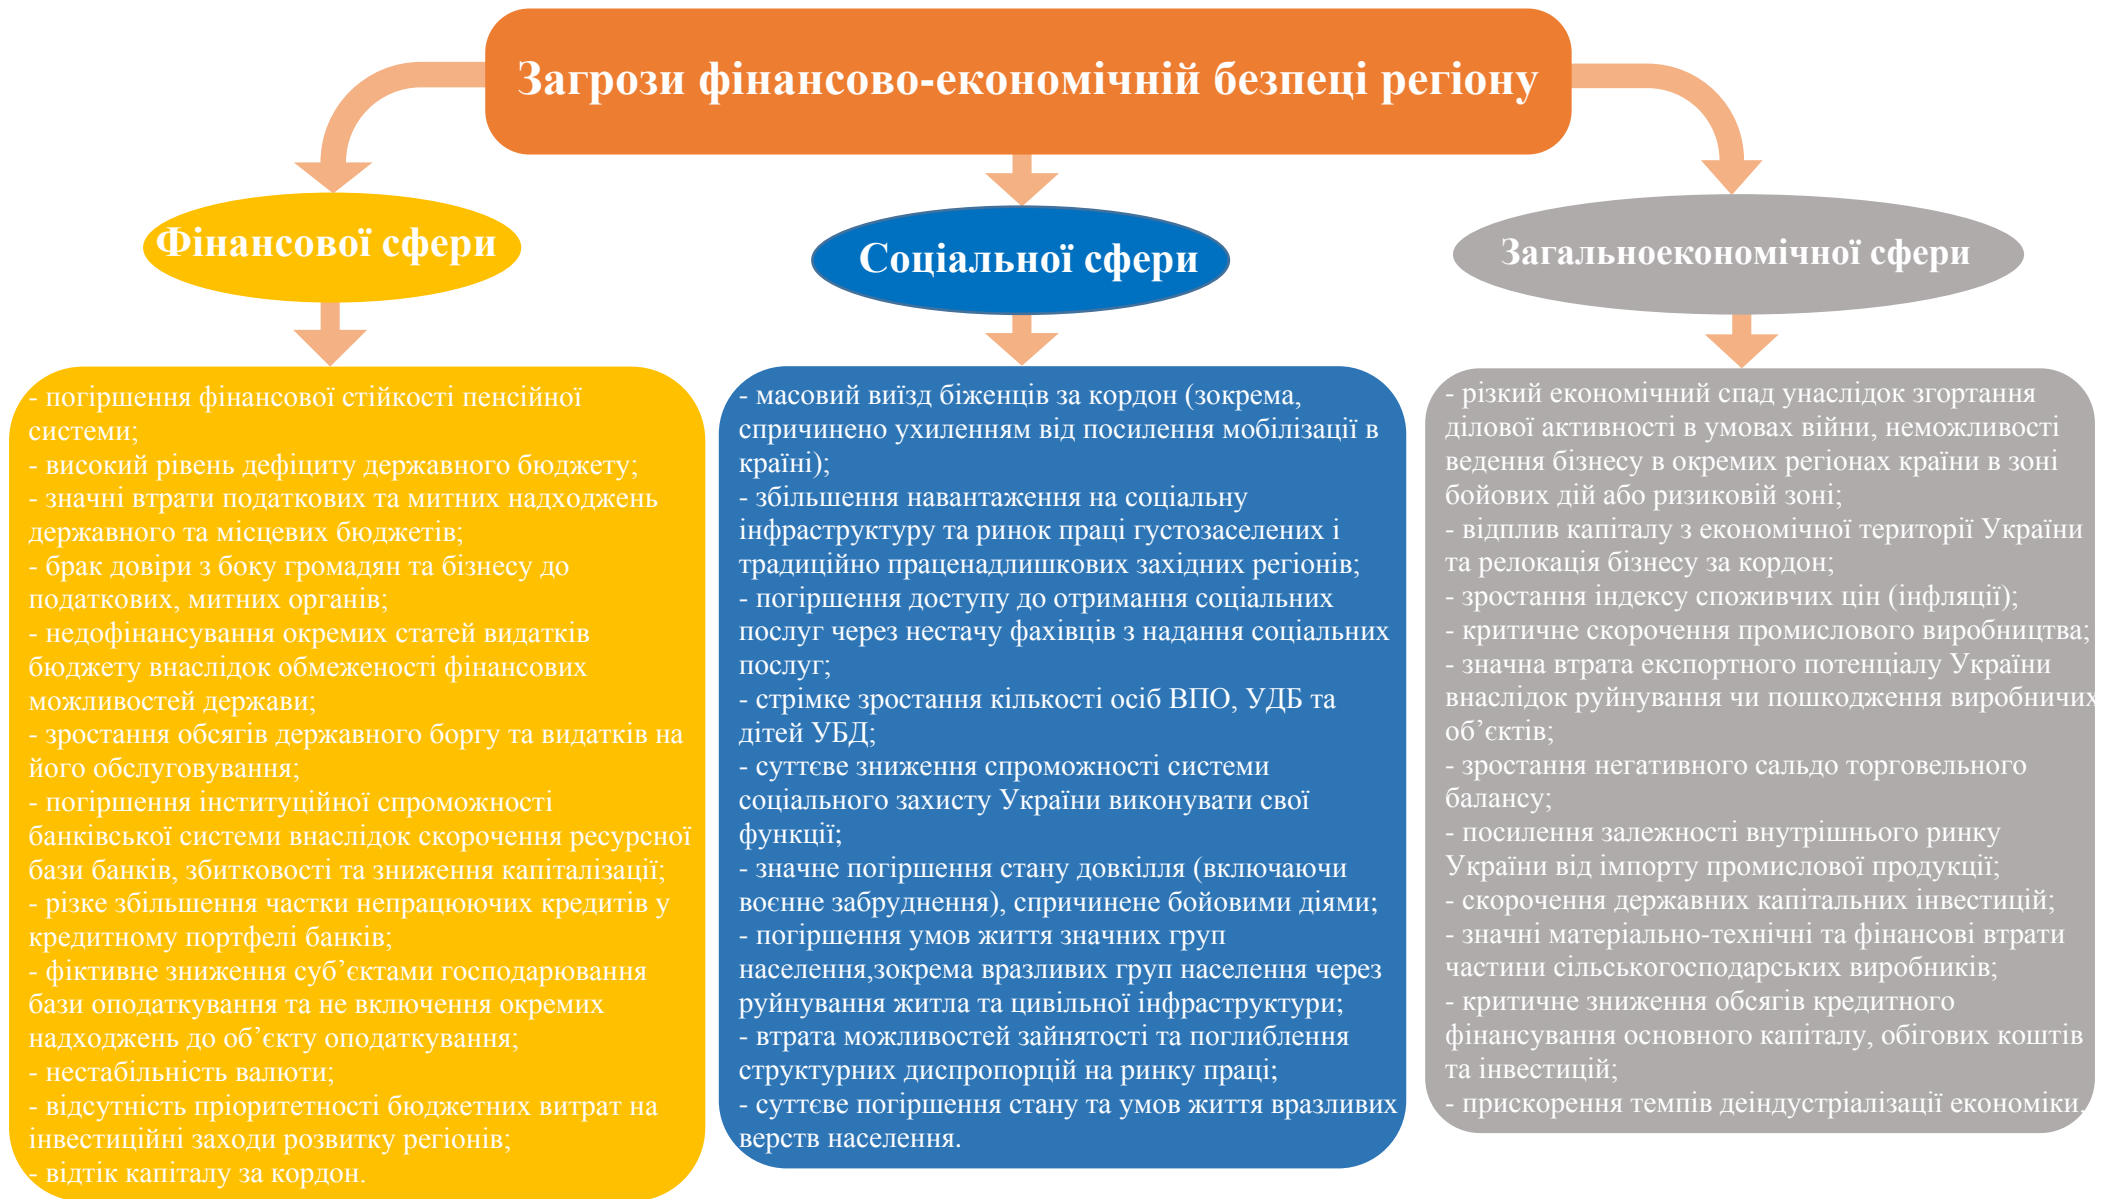 Загрози фінансово-економічній безпеці регіону
Фінансової сфери
- погіршення фінансової стійкості пенсійної
системи;
- високий рівень дефіциту державного бюджету;
- значні втрати податкових та митних надходжень
державного та місцевих бюджетів;
- брак довіри з боку громадян та бізнесу до
податкових, митних органів;
- недофінансування окремих статей видатків
бюджету внаслідок обмеженості фінансових
можливостей держави;
- зростання обсягів державного боргу та видатків на
його обслуговування;
- погіршення інституційної спроможності
банківської системи внаслідок скорочення ресурсної
бази банків, збитковості та зниження капіталізації;
- різке збільшення частки непрацюючих кредитів у
кредитному портфелі банків;
- фіктивне зниження суб’єктами господарювання
бази оподаткування та не включення окремих
надходжень до об’єкту оподаткування;
- нестабільність валюти;
- відсутність пріоритетності бюджетних витрат на
інвестиційні заходи розвитку регіонів;
- відтік капіталу за кордон.
Соціальної сфери
- масовий виїзд біженців за кордон (зокрема,
спричинено ухиленням від посилення мобілізації в
країні);
- збільшення навантаження на соціальну
інфраструктуру та ринок праці густозаселених і
традиційно праценадлишкових західних регіонів;
- погіршення доступу до отримання соціальних
послуг через нестачу фахівців з надання соціальних
послуг;
- стрімке зростання кількості осіб ВПО, УДБ та
дітей УБД;
- суттєве зниження спроможності системи
соціального захисту України виконувати свої
функції;
- значне погіршення стану довкілля (включаючи
воєнне забруднення), спричинене бойовими діями;
- погіршення умов життя значних груп
населення,зокрема вразливих груп населення через
руйнування житла та цивільної інфраструктури;
- втрата можливостей зайнятості та поглиблення
структурних диспропорцій на ринку праці;
- суттєве погіршення стану та умов життя вразливих
верств населення.
Загальноекономічної сфери
- різкий економічний спад унаслідок згортання
ділової активності в умовах війни, неможливості
ведення бізнесу в окремих регіонах країни в зоні
бойових дій або ризиковій зоні;
- відплив капіталу з економічної території України
та релокація бізнесу за кордон;
- зростання індексу споживчих цін (інфляції);
- критичне скорочення промислового виробництва;
- значна втрата експортного потенціалу України
внаслідок руйнування чи пошкодження виробничих
об’єктів;
- зростання негативного сальдо торговельного
балансу;
- посилення залежності внутрішнього ринку
України від імпорту промислової продукції;
- скорочення державних капітальних інвестицій;
- значні матеріально-технічні та фінансові втрати
частини сільськогосподарських виробників;
- критичне зниження обсягів кредитного
фінансування основного капіталу, обігових коштів
та інвестицій;
- прискорення темпів деіндустріалізації економіки.